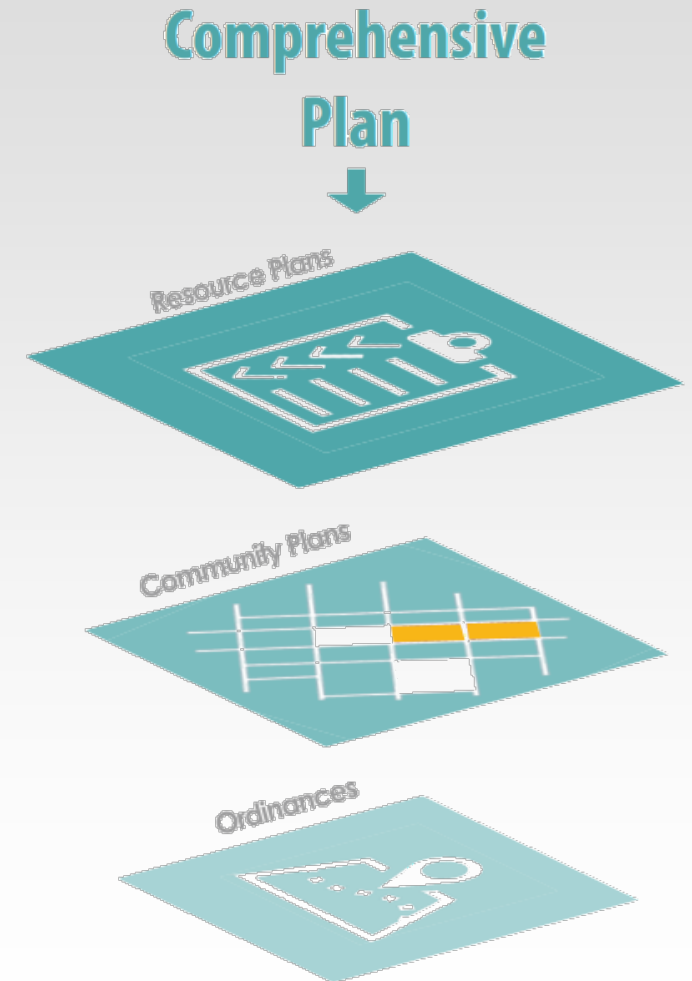 Comprehensive
Plan
Resource Plans
Community Plans
Ordinances